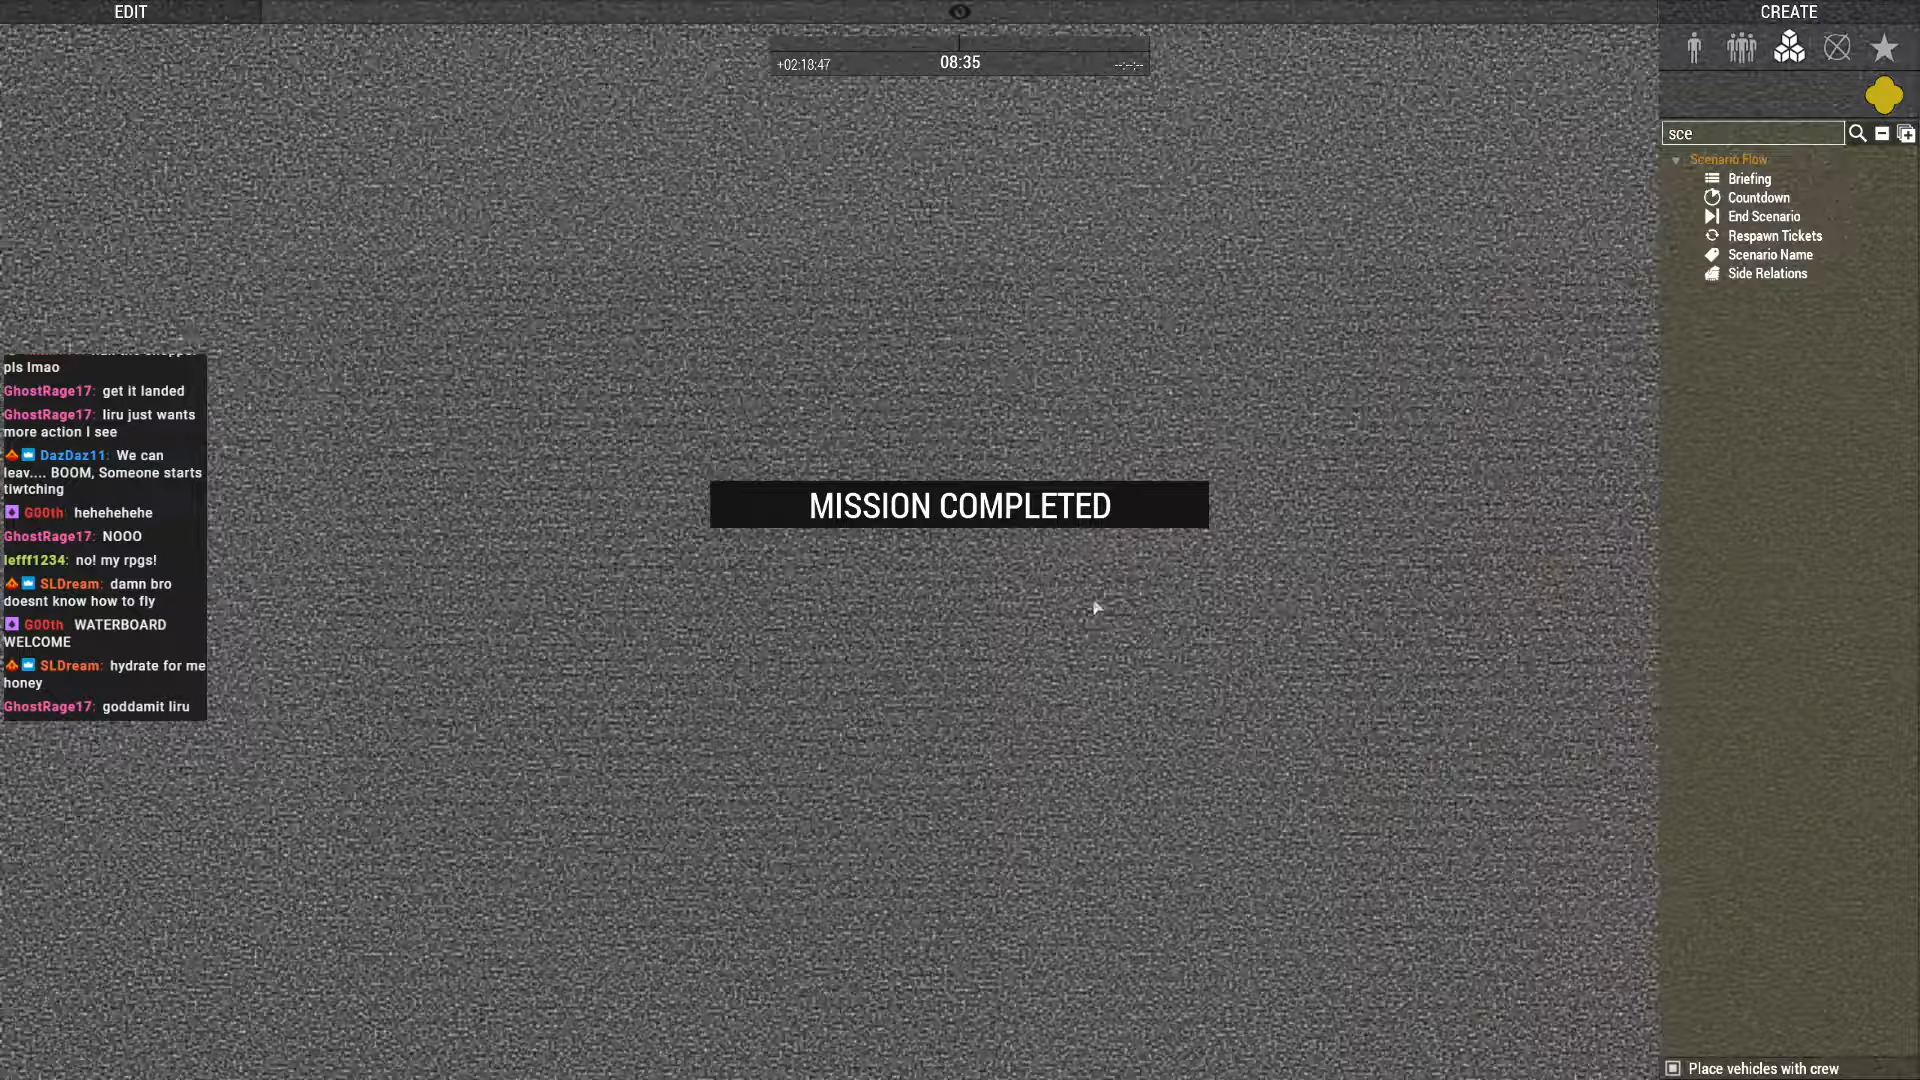 EDIT
CREATE
+02:18:47
08:35
--:--:--
sce
Scenario Flow
Briefing
Countdown
End Scenario
Respawn Tickets
Scenario Name
Side Relations
pls lmao
GhostRage17: get it landed
GhostRage17: liru just wants
more action I see
DazDaz11: We can
leav.... BOOM, Someone starts
tiwtching
G00th hehehehehe
GhostRage17: NOOO
lefff1234: no! my rpgs!
SLDream: damn bro
doesnt know how to fly
G00th WATERBOARD
WELCOME
SLDream: hydrate for me
honey
GhostRage17: goddamit liru
MISSION COMPLETED
Place vehicles with crew